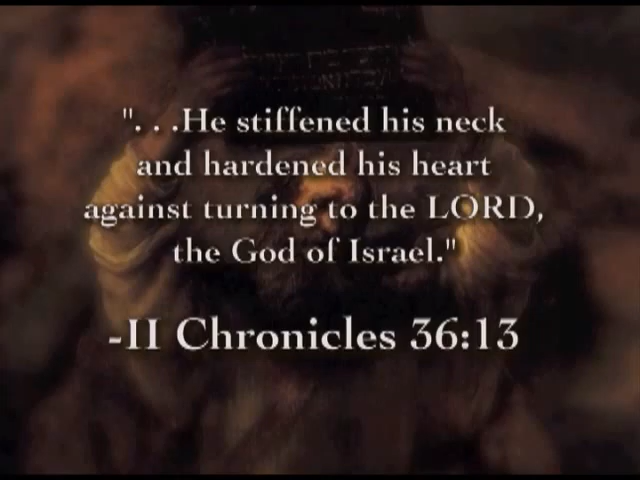 ". . .He stiffened his neck
and hardened his heart
against turning to the LORD,
the God of Israel."
-II Chronicles 36:13